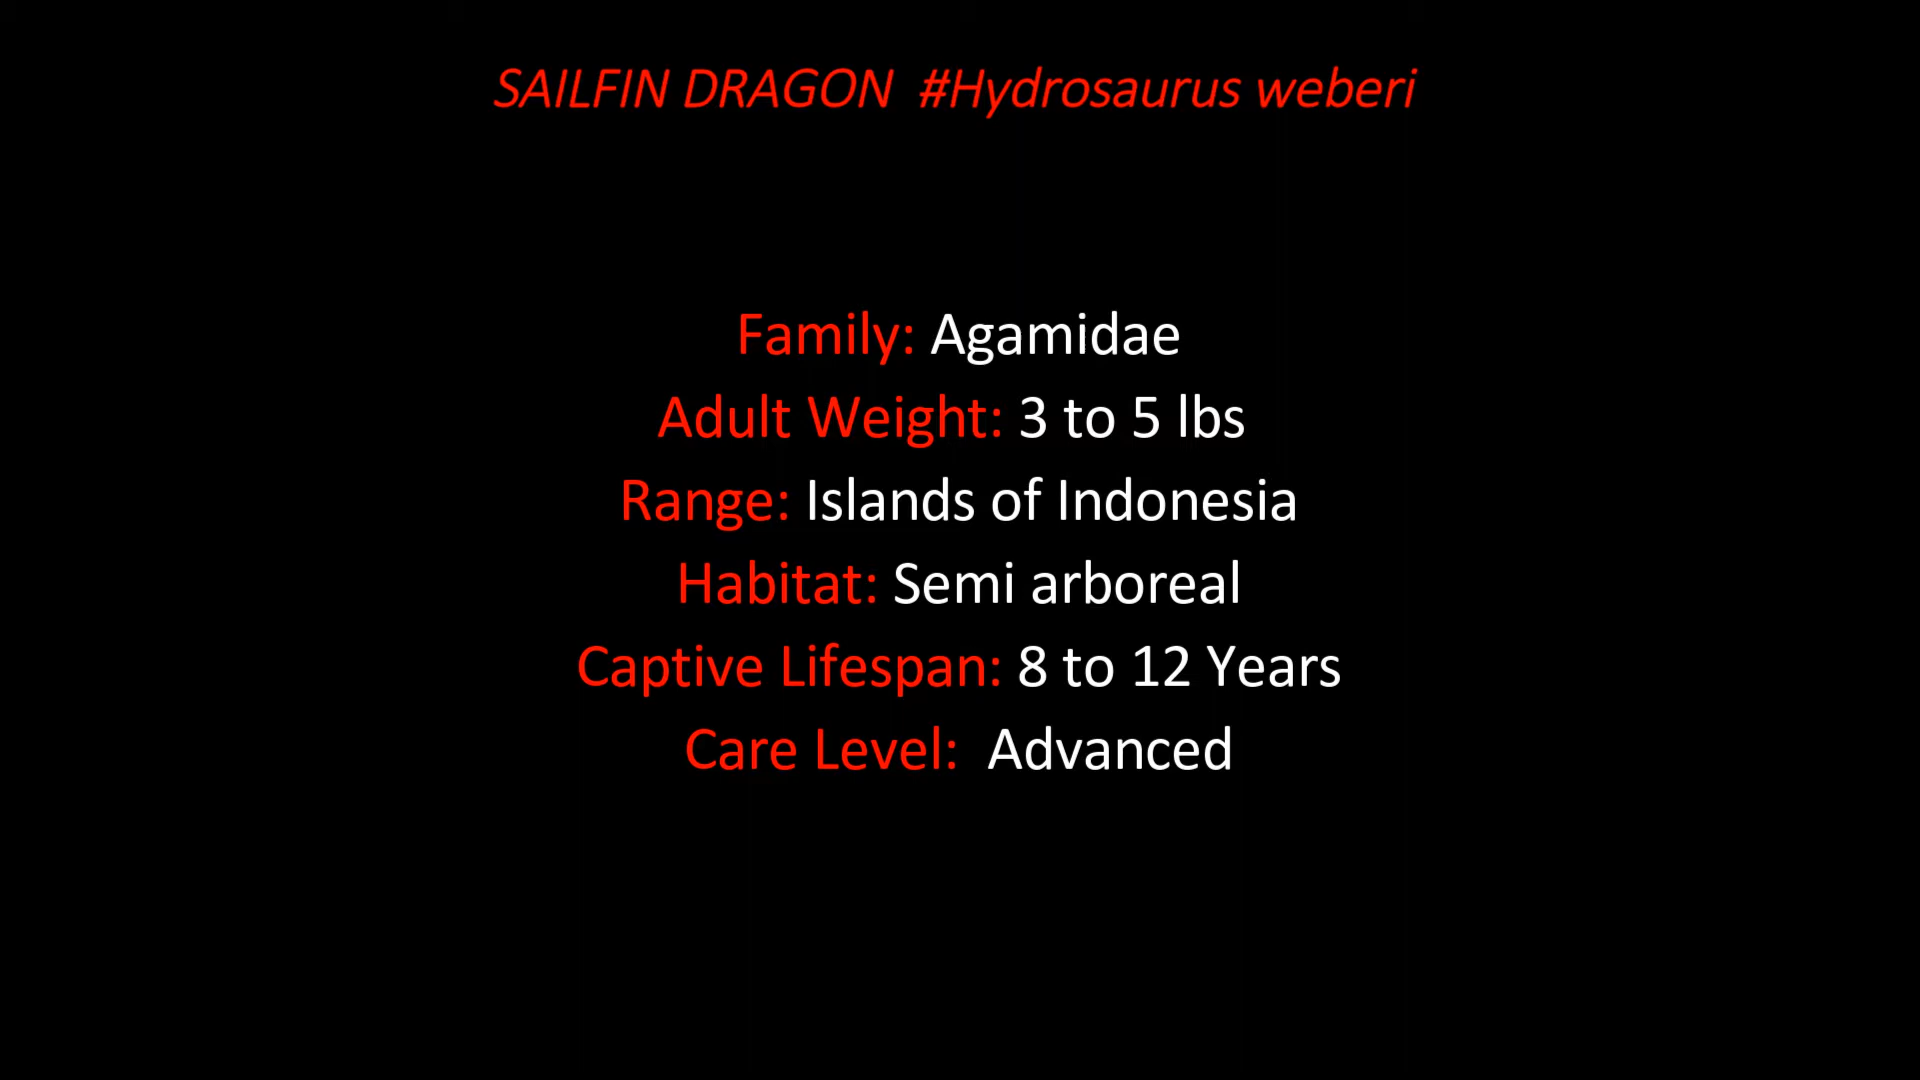 SAILFIN DRAGON  #Hydrosaurus weberi
Family: Agamidae
Adult Weight: 3 to 5 lbs
Range: Islands of Indonesia
Habitat: Semi arboreal
Captive Lifespan: 8 to 12 Years
Care Level:  Advanced